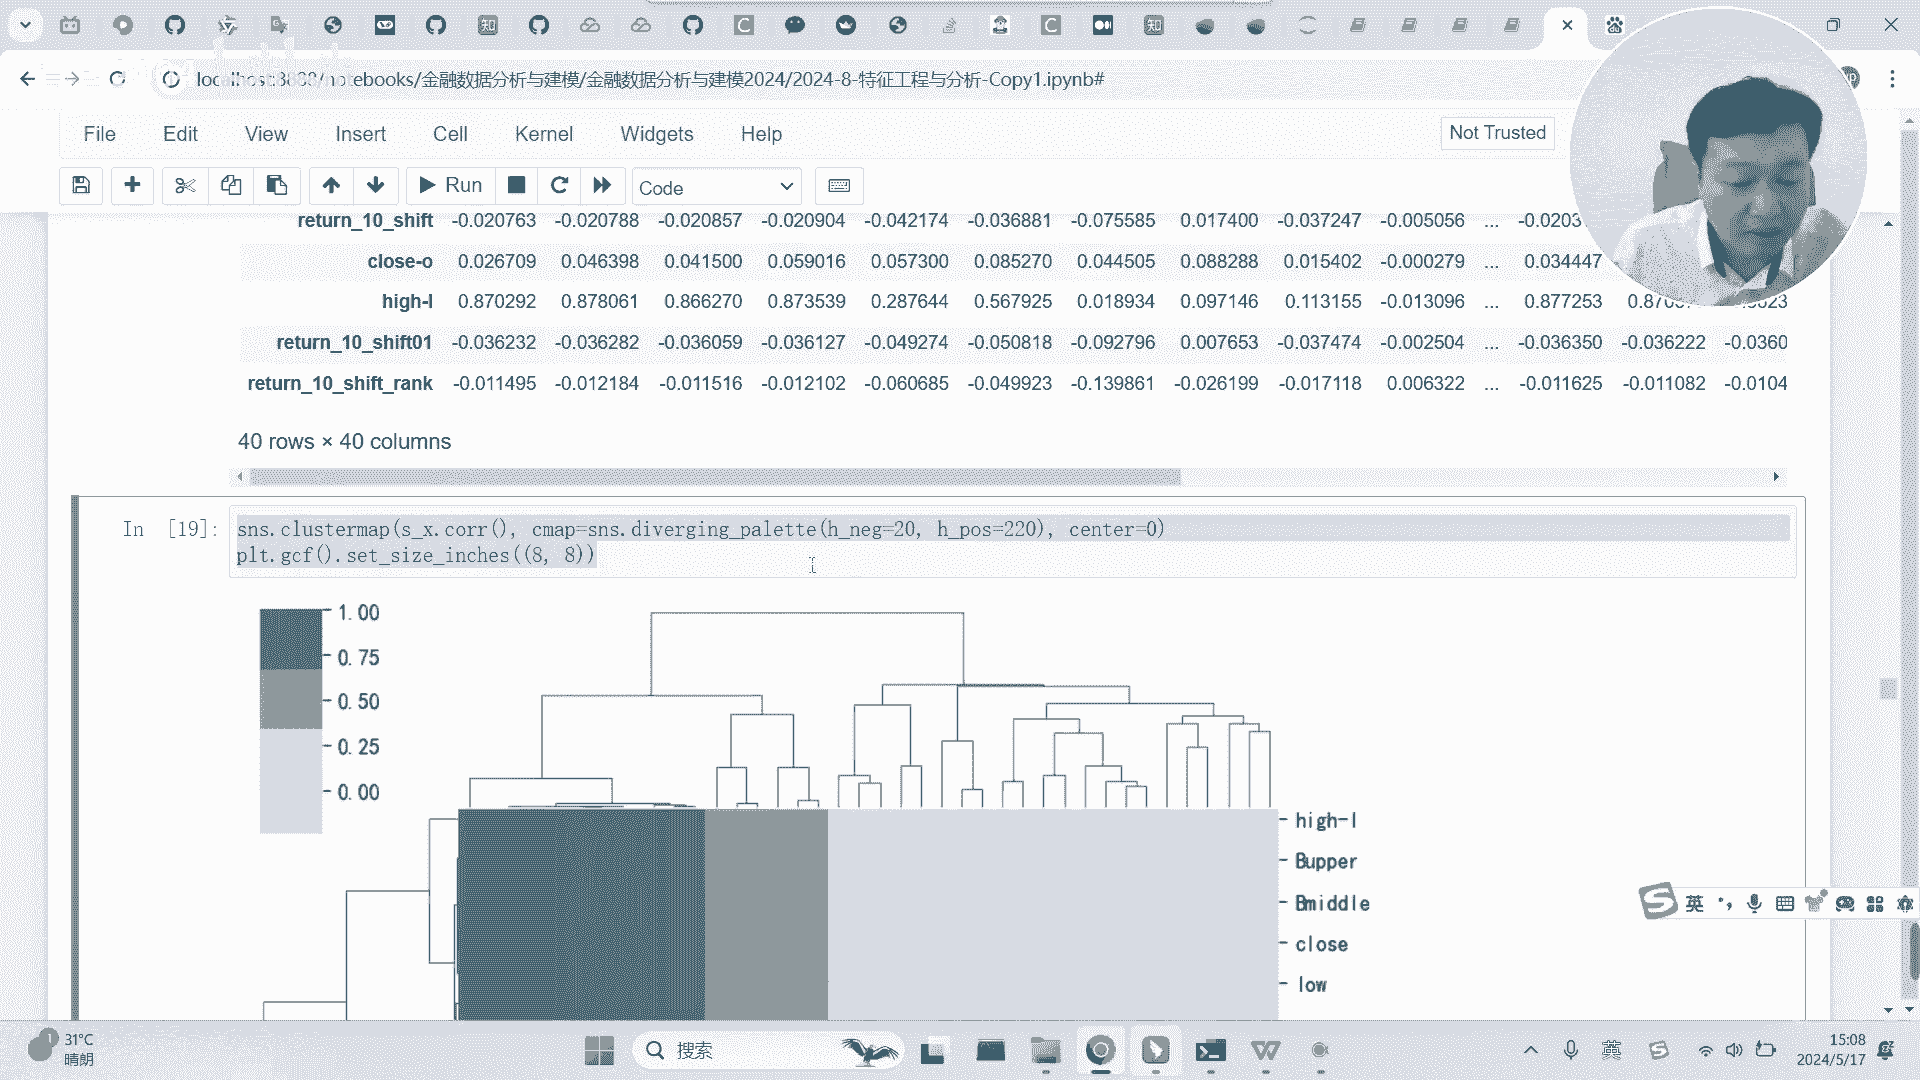 localhost:8888/notebooks/金融数据分析与建模/金融数据分析与建模2024/2024-8-特征工程与分析-Copy1.ipynb#
File Edit View Insert Cell Kernel Widgets Help Not Trusted
Run Code
return_10_shift -0.020763 -0.020788 -0.020857 -0.020904 -0.042174 -0.036881 -0.075585 0.017400 -0.037247 -0.005056 ...
close-o 0.026709 0.046398 0.041500 0.059016 0.057300 0.085270 0.044505 0.088288 0.015402 -0.000279 ... 0.034447
high-l 0.870292 0.878061 0.866270 0.873539 0.287644 0.567925 0.018934 0.097146 0.113155 -0.013096 ... 0.877253
return_10_shift01 -0.036232 -0.036282 -0.036059 -0.036127 -0.049274 -0.050818 -0.092796 0.007653 -0.037474 -0.002504 ... -0.036350 -0.036222 -0.0360
return_10_shift_rank -0.011495 -0.012184 -0.011516 -0.012102 -0.060685 -0.049923 -0.139861 -0.026199 -0.017118 0.006322 ... -0.011625 -0.011082 -0.0104
40 rows × 40 columns
In [19]: sns.clustermap(s_x.corr(), cmap=sns.diverging_palette(h_neg=20, h_pos=220), center=0)
plt.gcf().set_size_inches((8, 8))
1.00
0.75
0.50
0.25
0.00
high-l
Bupper
Bmiddle
close
low
英
1
31°C
晴朗
搜索
英
15:08
2024/5/17